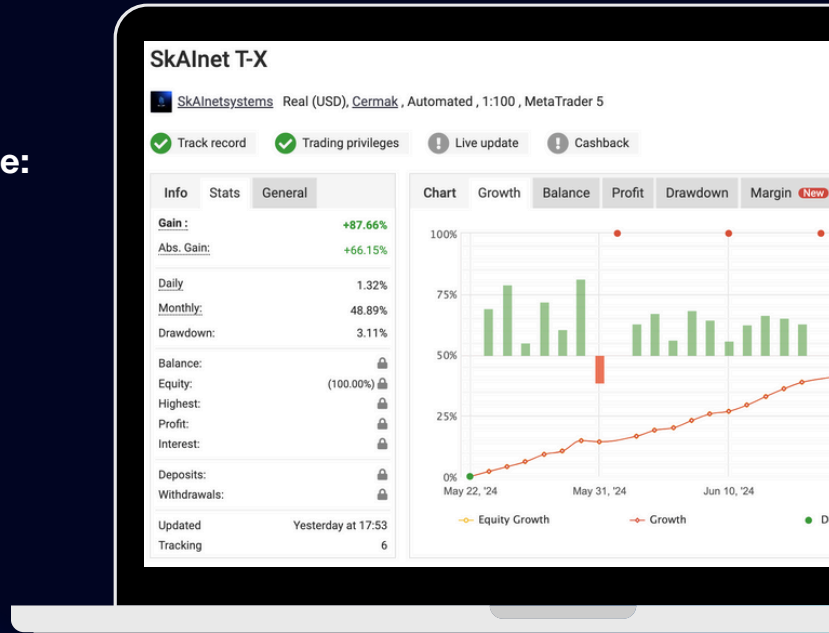 e:
SkAInet T-X
SkAInetsystems Real (USD), Cermak , Automated , 1:100 , MetaTrader 5
Track record Trading privileges Live update Cashback
Info Stats General
Gain : +87.66%
Abs. Gain: +66.15%
Daily 1.32%
Monthly: 48.89%
Drawdown: 3.11%
Balance:
Equity: (100.00%)
Highest:
Profit:
Interest:
Deposits:
Withdrawals:
Updated Yesterday at 17:53
Tracking 6
Chart Growth Balance Profit Drawdown Margin New
100%
75%
50%
25%
0%
May 22, '24 May 31, '24 Jun 10, '24
Equity Growth Growth D